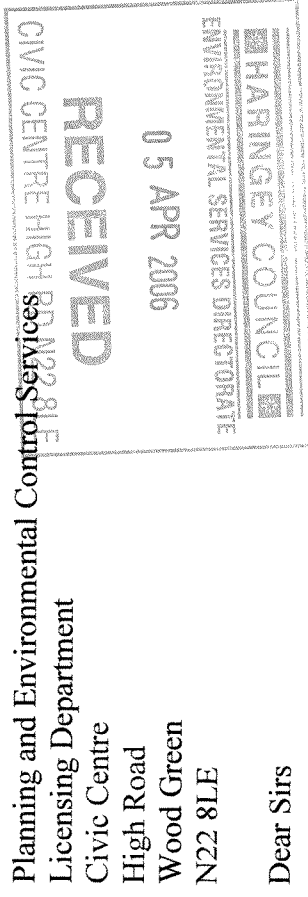 HARINGEY COUNCIL
ENVIRONMENTAL SERVICES DIRECTORATE
05 APR 2006
RECEIVED
CIVIC CENTRE HIGH RD N22 8LE
Planning and Environmental Control Services
Licensing Department
Civic Centre
High Road
Wood Green
N22 8LE
Dear Sirs